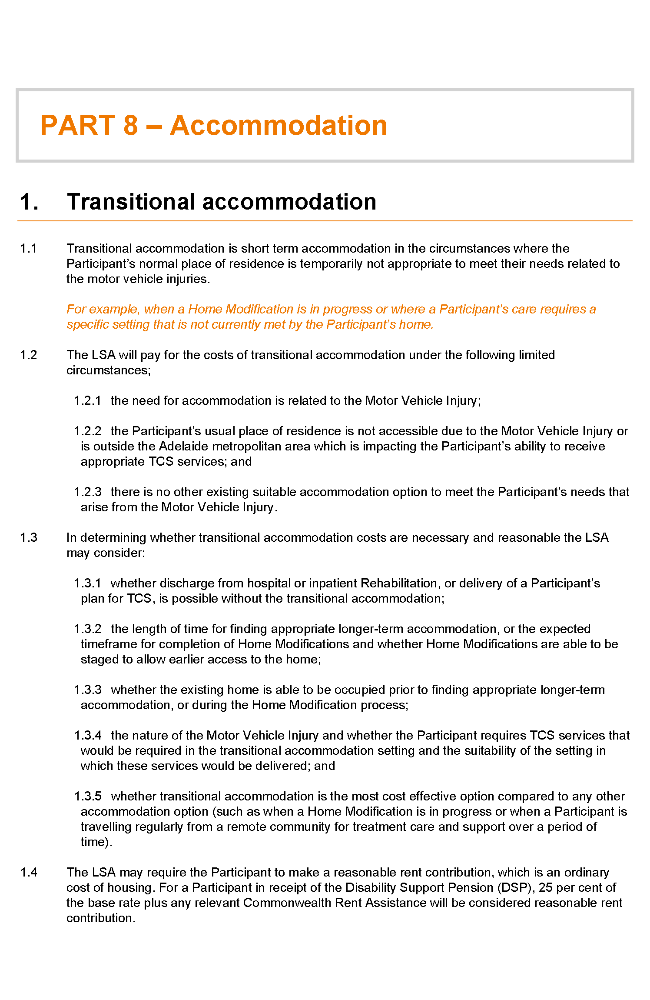 PART 8 – Accommodation
1. Transitional accommodation
1.1 Transitional accommodation is short term accommodation in the circumstances where the
Participant’s normal place of residence is temporarily not appropriate to meet their needs related to
the motor vehicle injuries.
For example, when a Home Modification is in progress or where a Participant’s care requires a
specific setting that is not currently met by the Participant’s home.
1.2 The LSA will pay for the costs of transitional accommodation under the following limited
circumstances;
1.2.1 the need for accommodation is related to the Motor Vehicle Injury;
1.2.2 the Participant’s usual place of residence is not accessible due to the Motor Vehicle Injury or
is outside the Adelaide metropolitan area which is impacting the Participant’s ability to receive
appropriate TCS services; and
1.2.3 there is no other existing suitable accommodation option to meet the Participant’s needs that
arise from the Motor Vehicle Injury.
1.3 In determining whether transitional accommodation costs are necessary and reasonable the LSA
may consider:
1.3.1 whether discharge from hospital or inpatient Rehabilitation, or delivery of a Participant’s
plan for TCS, is possible without the transitional accommodation;
1.3.2 the length of time for finding appropriate longer-term accommodation, or the expected
timeframe for completion of Home Modifications and whether Home Modifications are able to be
staged to allow earlier access to the home;
1.3.3 whether the existing home is able to be occupied prior to finding appropriate longer-term
accommodation, or during the Home Modification process;
1.3.4 the nature of the Motor Vehicle Injury and whether the Participant requires TCS services that
would be required in the transitional accommodation setting and the suitability of the setting in
which these services would be delivered; and
1.3.5 whether transitional accommodation is the most cost effective option compared to any other
accommodation option (such as when a Home Modification is in progress or when a Participant is
travelling regularly from a remote community for treatment care and support over a period of
time).
1.4 The LSA may require the Participant to make a reasonable rent contribution, which is an ordinary
cost of housing. For a Participant in receipt of the Disability Support Pension (DSP), 25 per cent of
the base rate plus any relevant Commonwealth Rent Assistance will be considered reasonable rent
contribution.